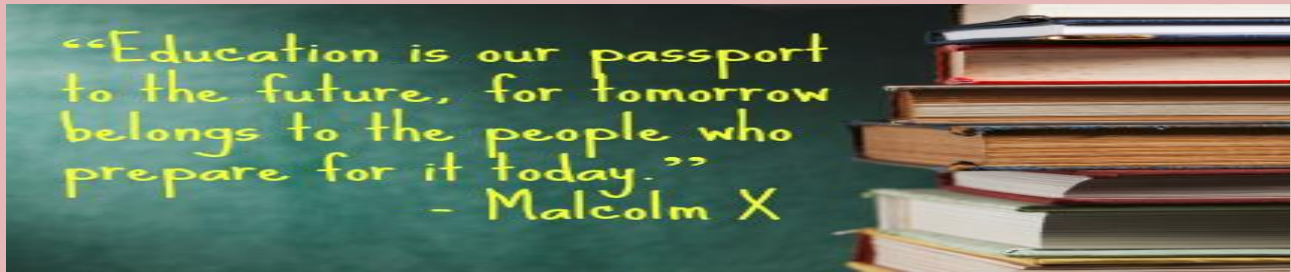 “Education is our passport
to the future, for tomorrow
belongs to the people who
prepare for it today.”
- Malcolm X